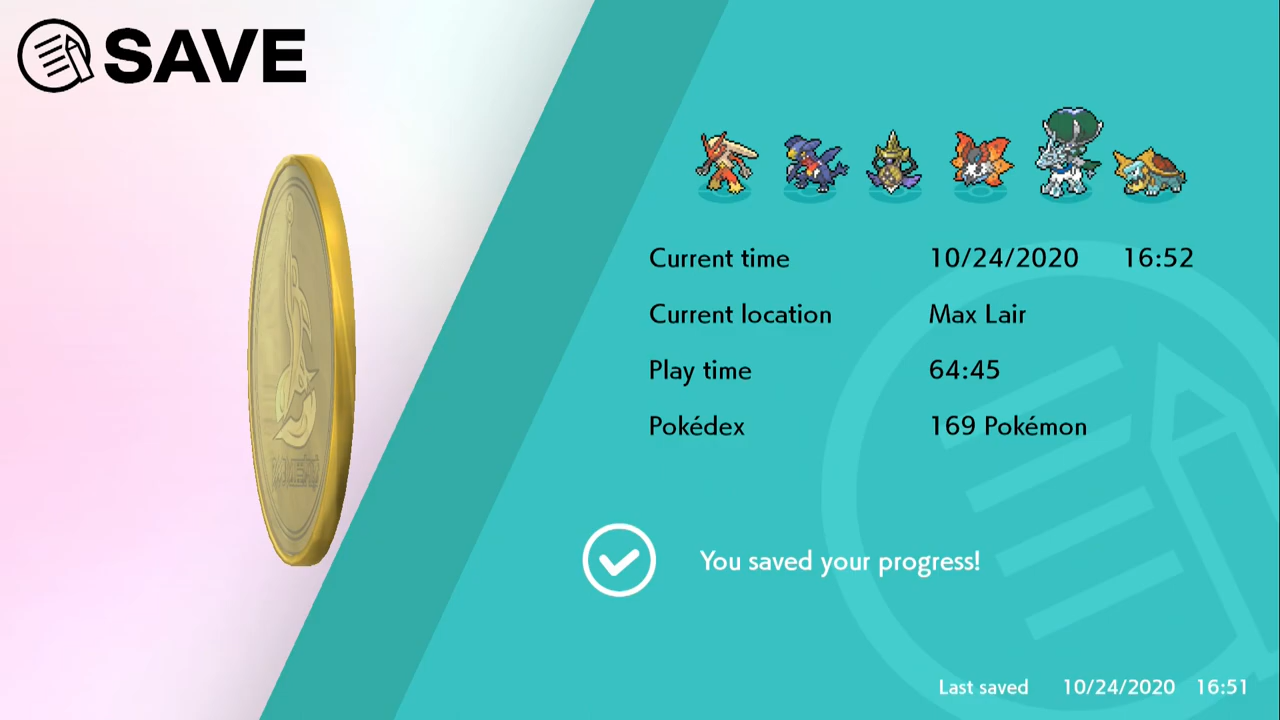 SAVE
Current time 10/24/2020 16:52
Current location Max Lair
Play time 64:45
Pokédex 169 Pokémon
You saved your progress!
Last saved 10/24/2020 16:51